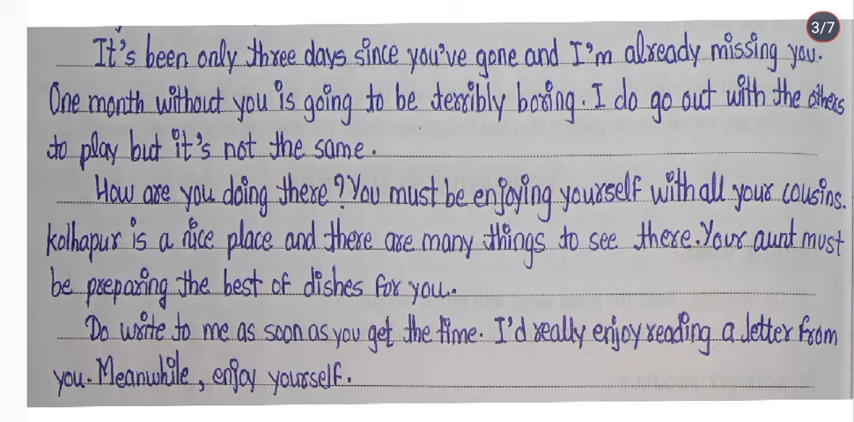 3/7
It's been only three days since you've gone and I'm already missing you.
One month without you is going to be terribly boring. I do go out with the others
to play but it's not the same.
How are you doing there? You must be enjoying yourself with all your cousins.
Kolhapur is a nice place and there are many things to see there. Your aunt must
be preparing the best of dishes for you.
Do write to me as soon as you get the time. I'd really enjoy reading a letter from
you. Meanwhile, enjoy yourself.